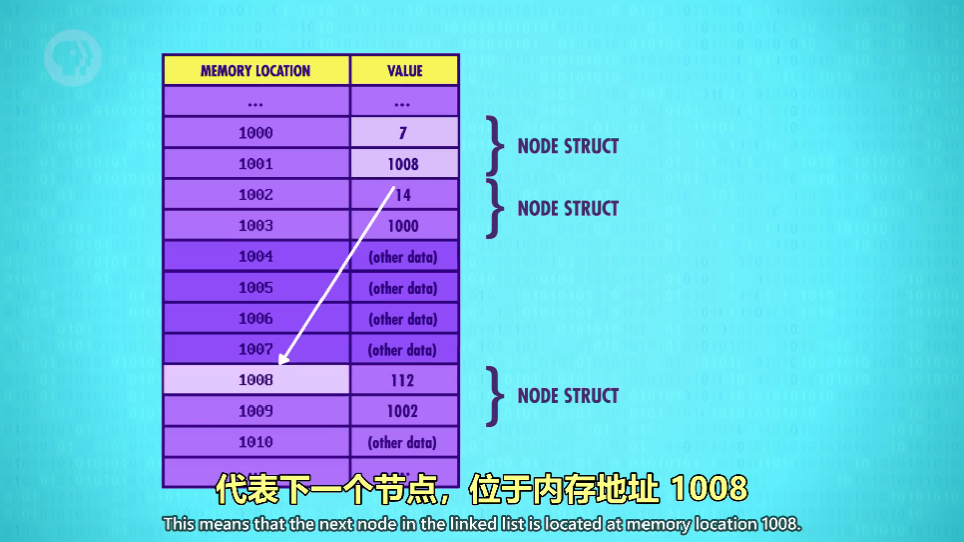 MEMORY LOCATION VALUE
... ...
1000 7
1001 1008
1002 14
1003 1000
1004 (other data)
1005 (other data)
1006 (other data)
1007 (other data)
1008 112
1009 1002
1010 (other data)
NODE STRUCT
NODE STRUCT
NODE STRUCT
代表下一个节点，位于内存地址 1008
This means that the next node in the linked list is located at memory location 1008.